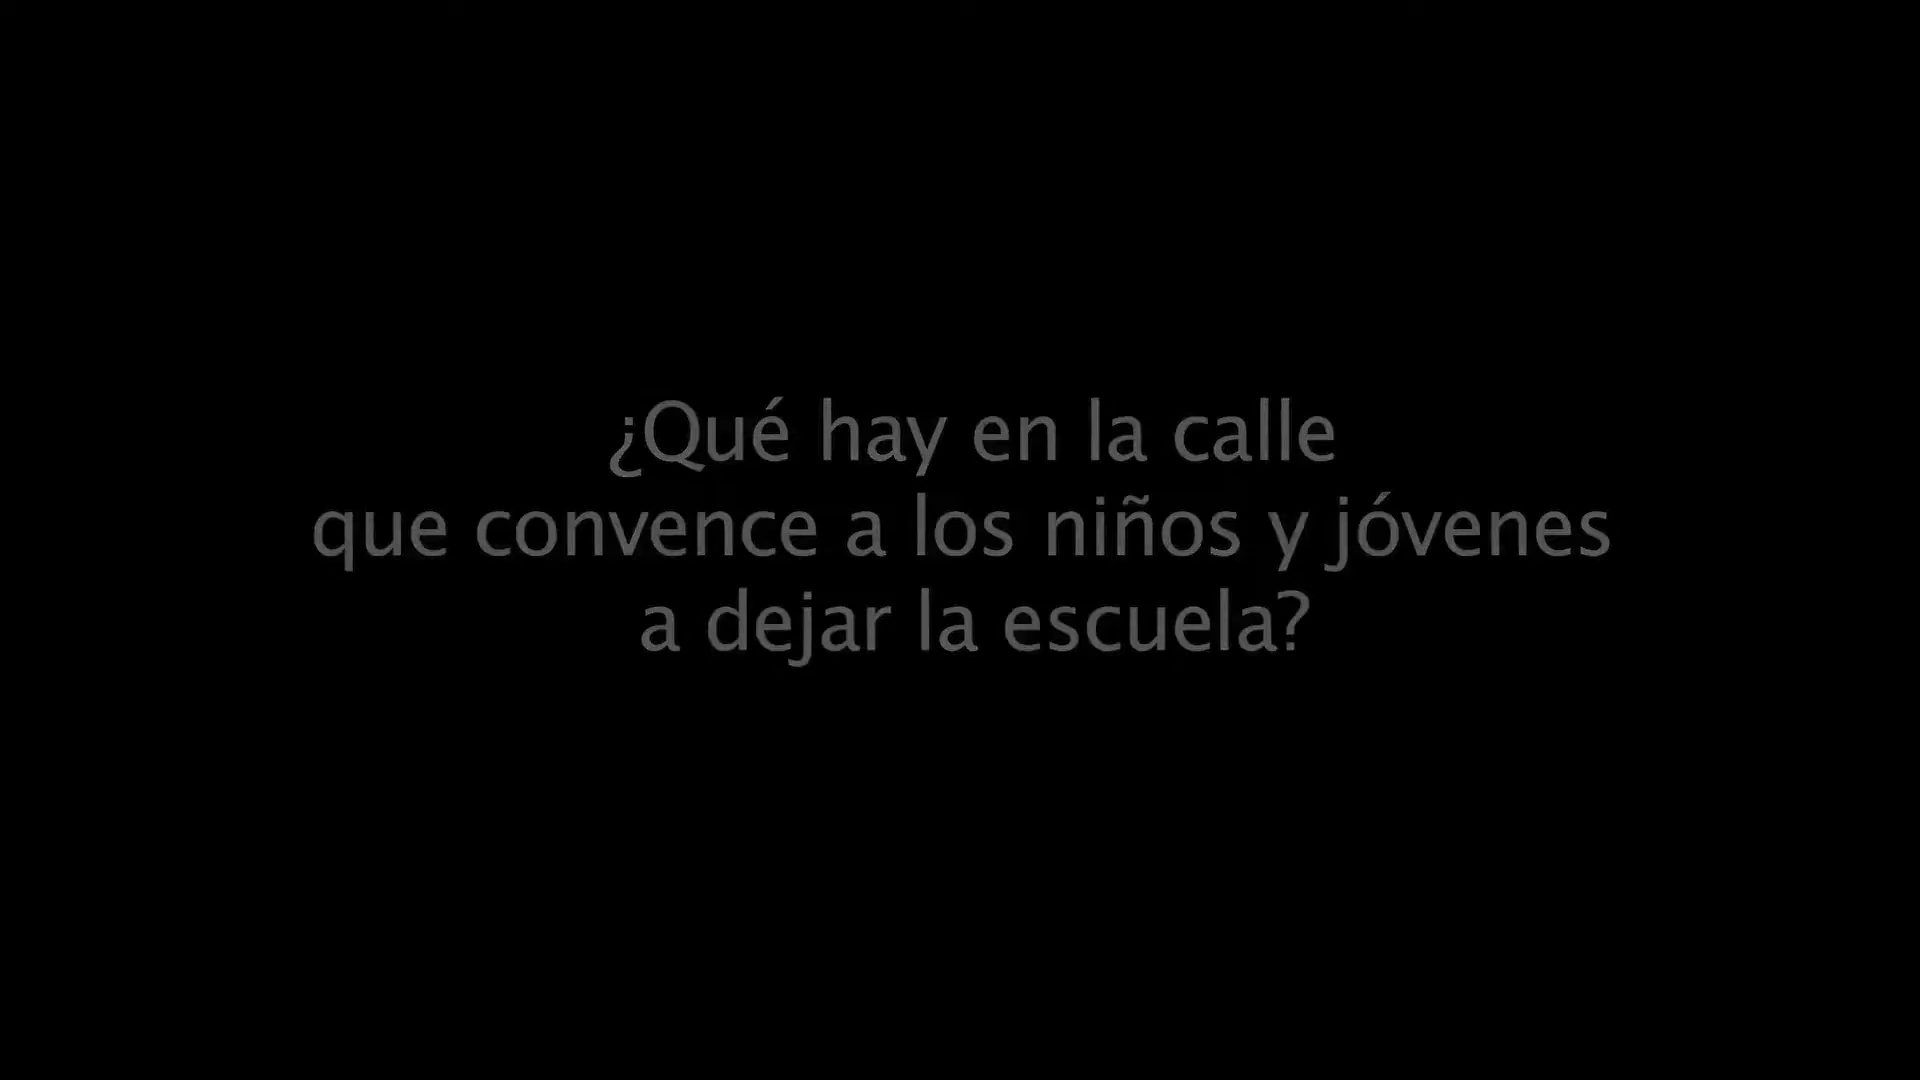 ¿Qué hay en la calle
que convence a los niños y jóvenes
a dejar la escuela?